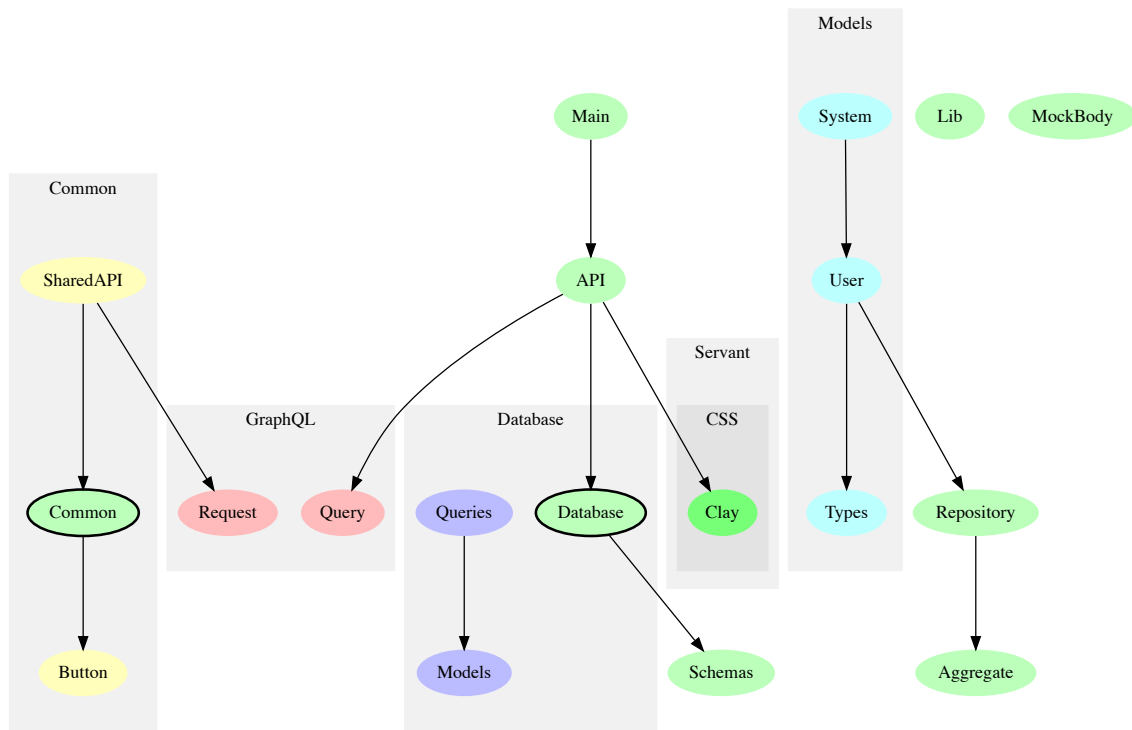 Models
Main
System
Lib
MockBody
Common
SharedAPI
API
User
Servant
GraphQL
Database
CSS
Common
Request
Query
Queries
Database
Clay
Types
Repository
Button
Models
Schemas
Aggregate